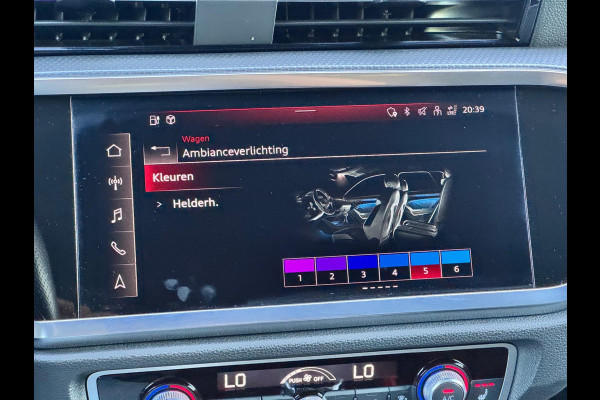 20:39
Wagen
Ambianceverlichting
Kleuren
> Helderh.
1 2 3 4 5 6
LO
PUSH OFF
LO
A/C